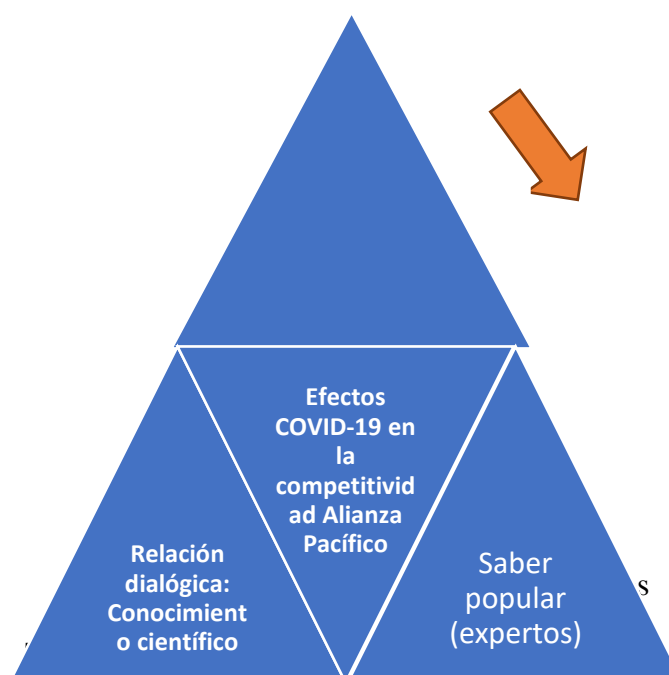 Efectos
COVID-19 en
la
competitivid
ad Alianza
Pacífico
Relación
dialógica:
Conocimient
o científico
Saber
popular
(expertos)
s